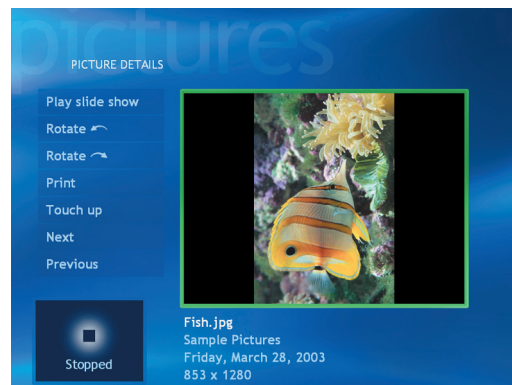 pictures
PICTURE DETAILS
Play slide show
Rotate
Rotate
Print
Touch up
Next
Previous
Stopped
Fish.jpg
Sample Pictures
Friday, March 28, 2003
853 x 1280